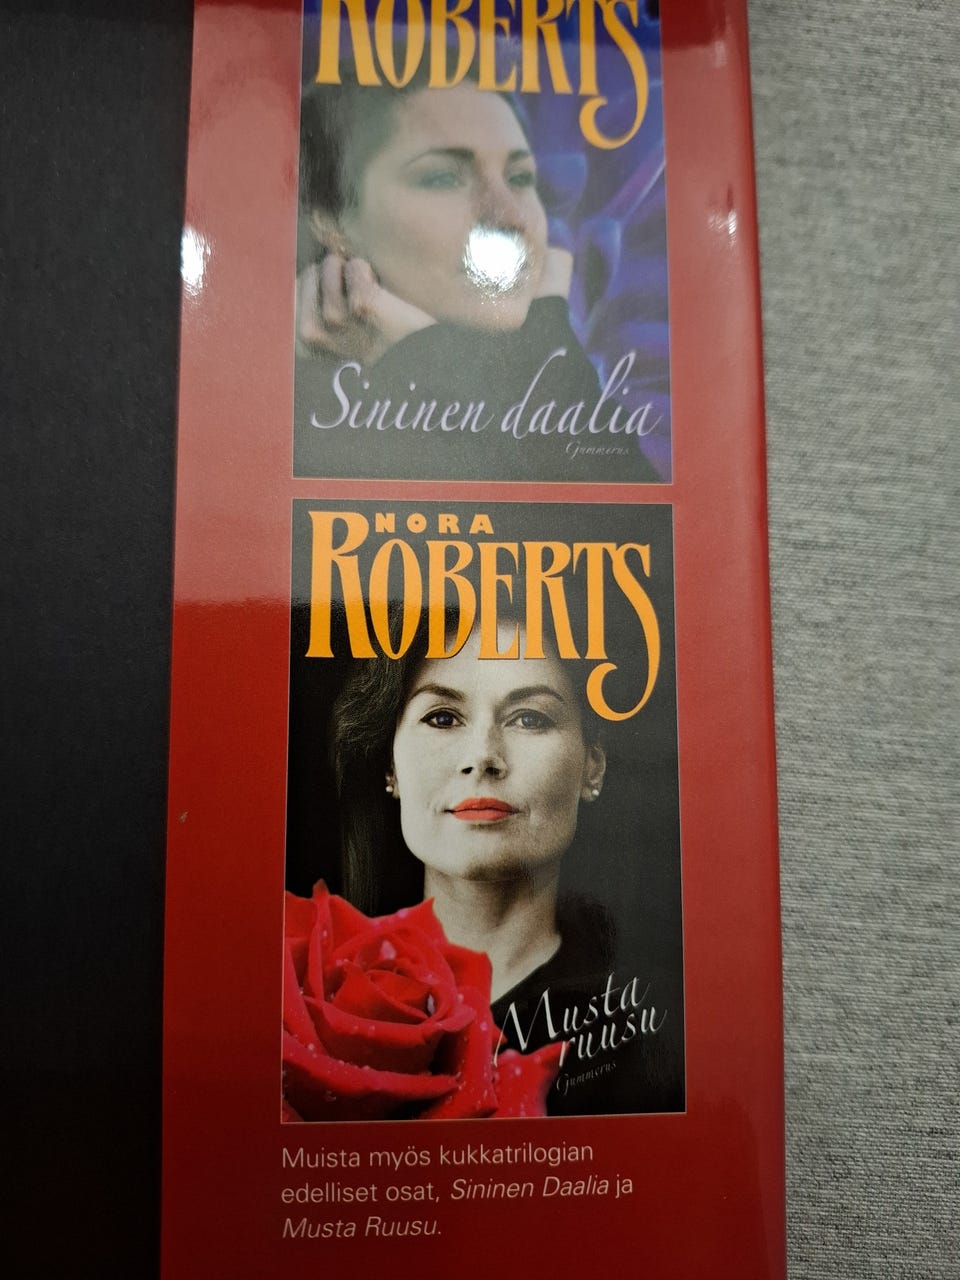 ROBERTS
Sininen daalia
Gummerus
NORA
ROBERTS
Musta
ruusu
Gummerus
Muista myös kukkatrilogian
edelliset osat, Sininen Daalia ja
Musta Ruusu.